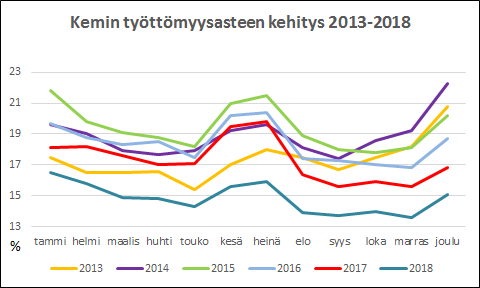 Kemin työttömyysasteen kehitys 2013-2018
23
21
19
17
15
13
%
tammi helmi maalis huhti touko kesä heinä elo syys loka marras joulu
2013 2014 2015 2016 2017 2018